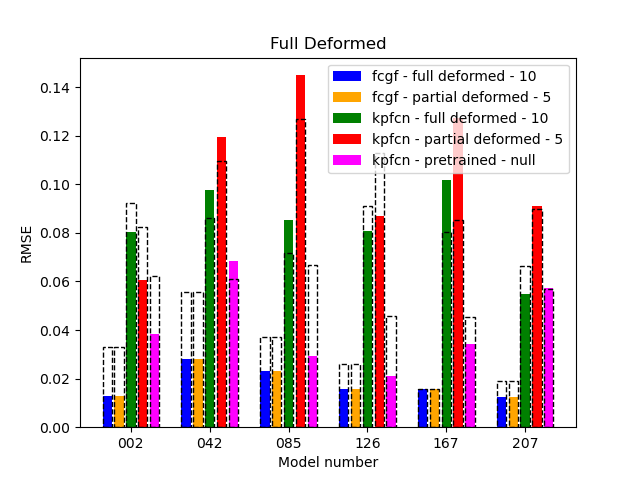 Full Deformed
0.14
0.12
0.10
0.08
0.06
0.04
0.02
0.00
RMSE
fcgf - full deformed - 10
fcgf - partial deformed - 5
kpfcn - full deformed - 10
kpfcn - partial deformed - 5
kpfcn - pretrained - null
002 042 085 126 167 207
Model number